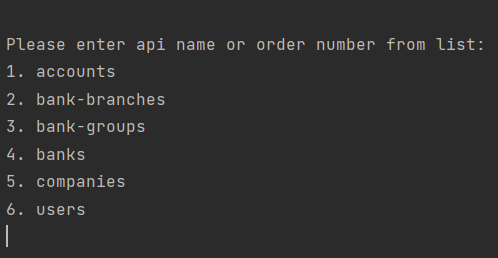 Please enter api name or order number from list:
1. accounts
2. bank-branches
3. bank-groups
4. banks
5. companies
6. users